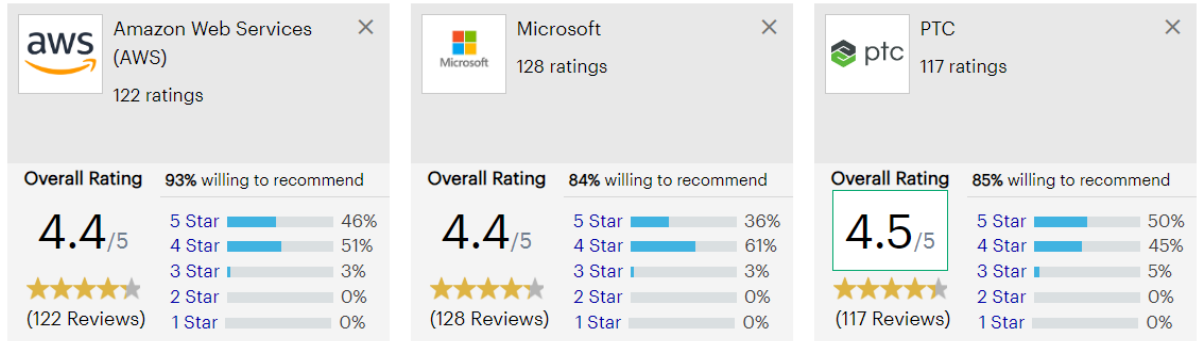 aws
Amazon Web Services
(AWS)
122 ratings
Overall Rating
93% willing to recommend
4.4/5
(122 Reviews)
5 Star 46%
4 Star 51%
3 Star 3%
2 Star 0%
1 Star 0%
Microsoft
Microsoft
128 ratings
Overall Rating
84% willing to recommend
4.4/5
(128 Reviews)
5 Star 36%
4 Star 61%
3 Star 3%
2 Star 0%
1 Star 0%
ptc
PTC
117 ratings
Overall Rating
85% willing to recommend
4.5/5
(117 Reviews)
5 Star 50%
4 Star 45%
3 Star 5%
2 Star 0%
1 Star 0%